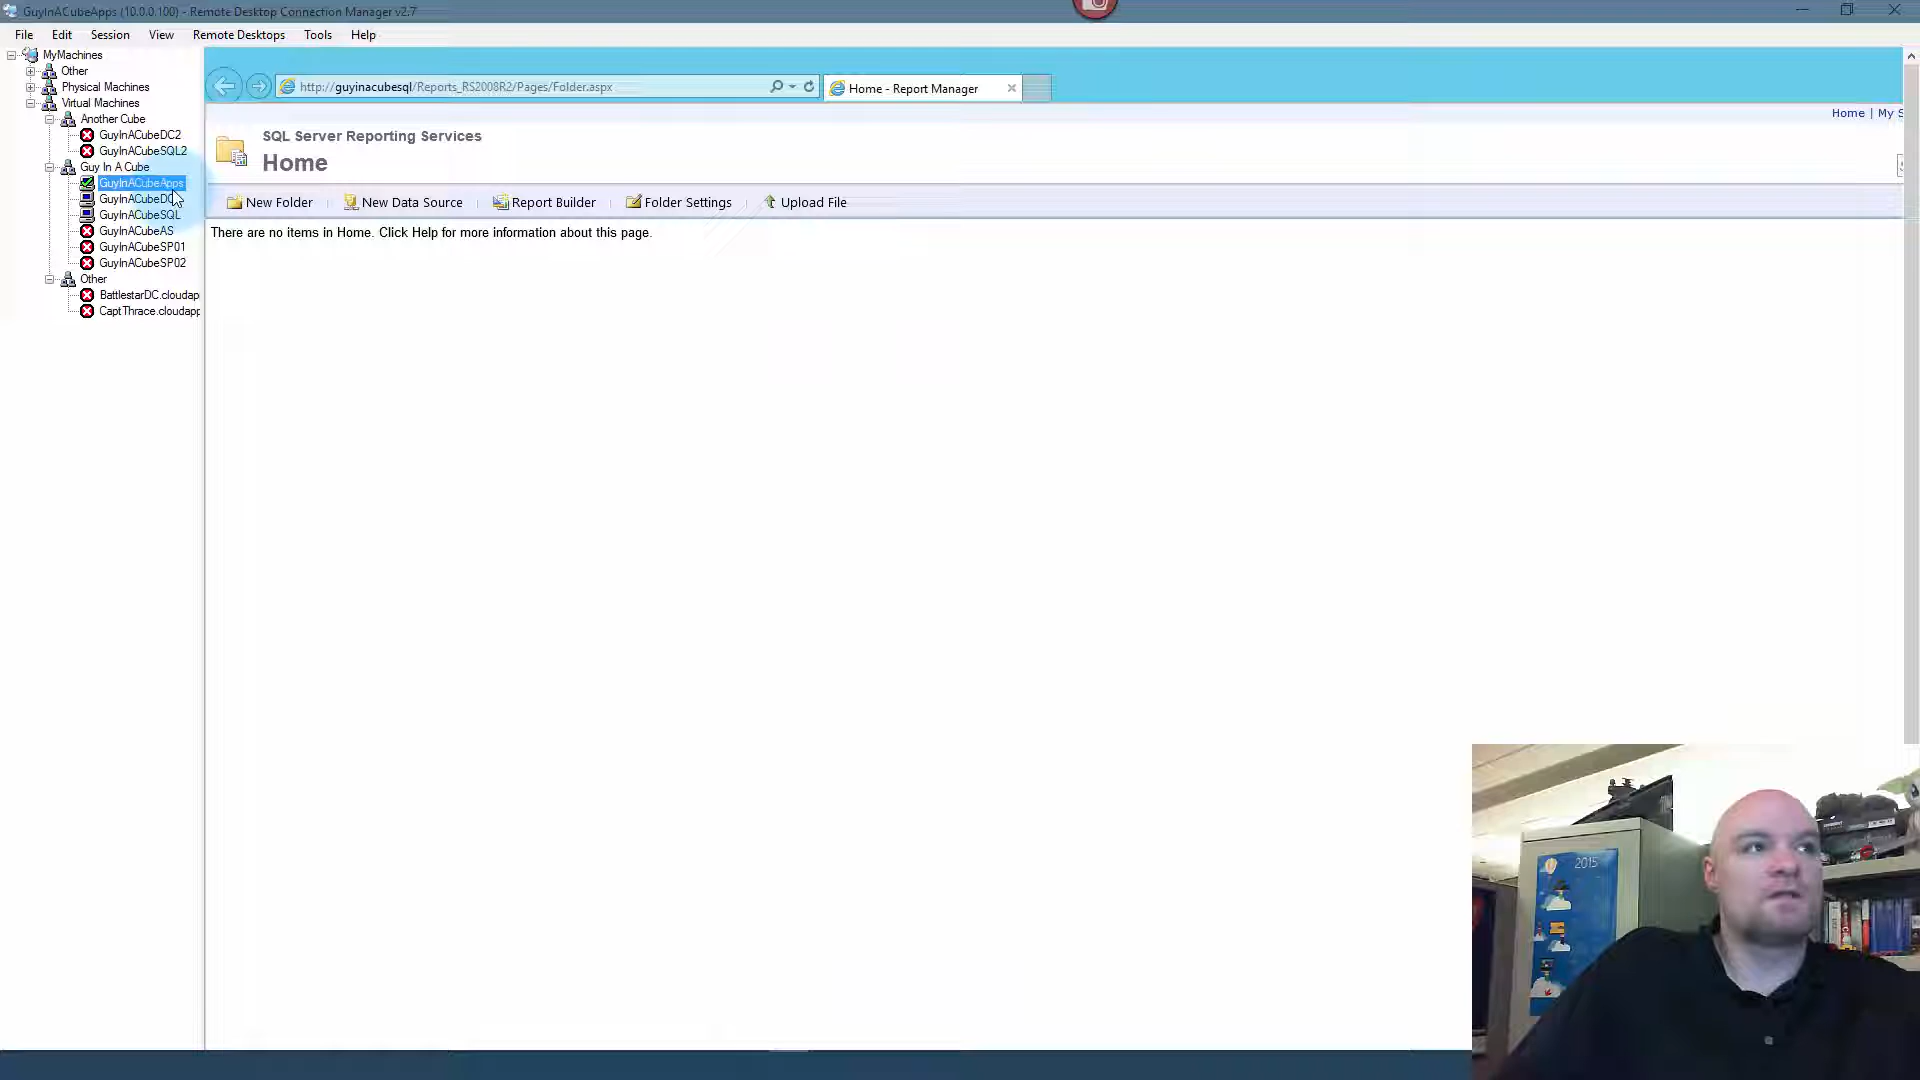 GuyInACubeApps (10.0.0.100) - Remote Desktop Connection Manager v2.7
File Edit Session View Remote Desktops Tools Help
MyMachines
Other
Physical Machines
Virtual Machines
Another Cube
GuyInACubeDC2
GuyInACubeSQL2
Guy In A Cube
GuyInACubeApps
GuyInACubeDC
GuyInACubeSQL
GuyInACubeAS
GuyInACubeSP01
GuyInACubeSP02
Other
BattlestarDC.cloudap
CaptThrace.cloudapp
http://guyinacubesql/Reports_RS2008R2/Pages/Folder.aspx
Home - Report Manager
Home | My S
SQL Server Reporting Services
Home
New Folder New Data Source Report Builder Folder Settings Upload File
There are no items in Home. Click Help for more information about this page.
2015